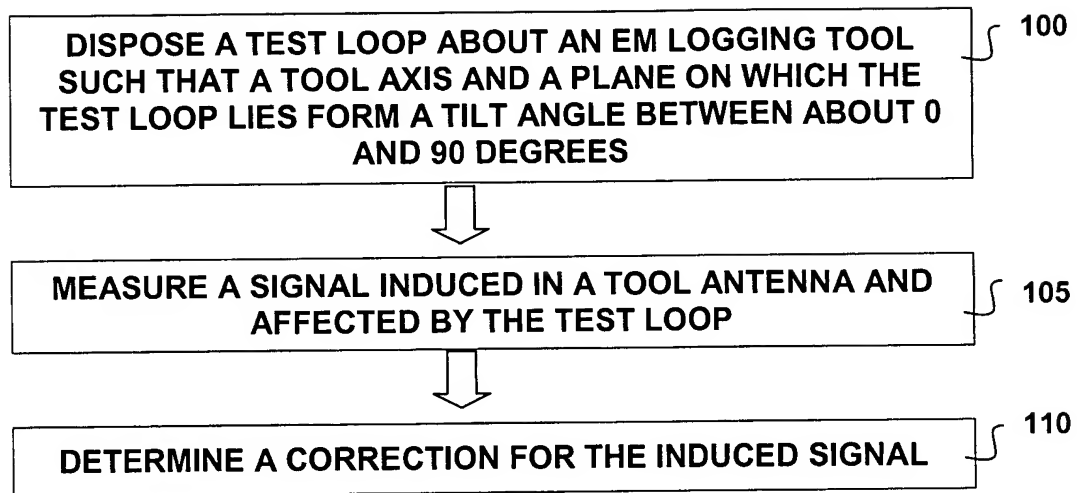 DISPOSE A TEST LOOP ABOUT AN EM LOGGING TOOL
SUCH THAT A TOOL AXIS AND A PLANE ON WHICH THE
TEST LOOP LIES FORM A TILT ANGLE BETWEEN ABOUT 0
AND 90 DEGREES
100
MEASURE A SIGNAL INDUCED IN A TOOL ANTENNA AND
AFFECTED BY THE TEST LOOP
105
DETERMINE A CORRECTION FOR THE INDUCED SIGNAL
110